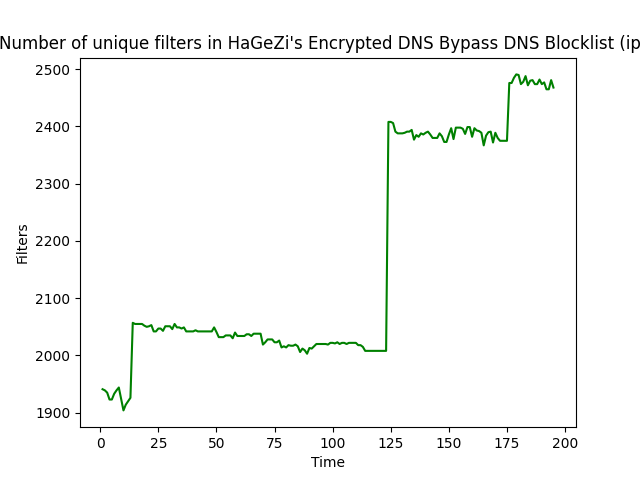 Number of unique filters in HaGeZi's Encrypted DNS Bypass DNS Blocklist (ip
2500
2400
2300
2200
2100
2000
1900
Filters
0 25 50 75 100 125 150 175 200
Time